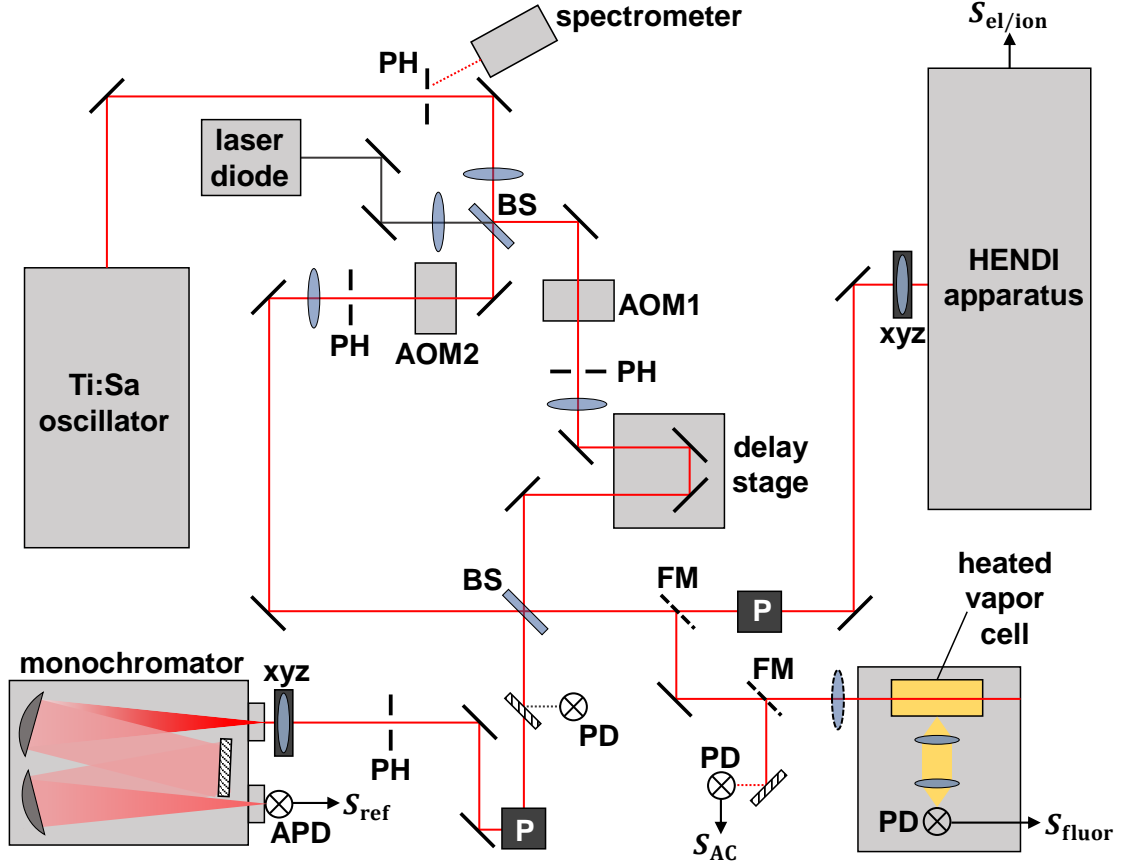 spectrometer
S_el/ion
PH
laser
diode
BS
HENDI
apparatus
AOM1
xyz
PH
AOM2
PH
Ti:Sa
oscillator
delay
stage
BS
FM
heated
vapor
cell
P
monochromator
xyz
FM
PD
PD
PH
S_ref
APD
P
PD
S_fluor
S_AC